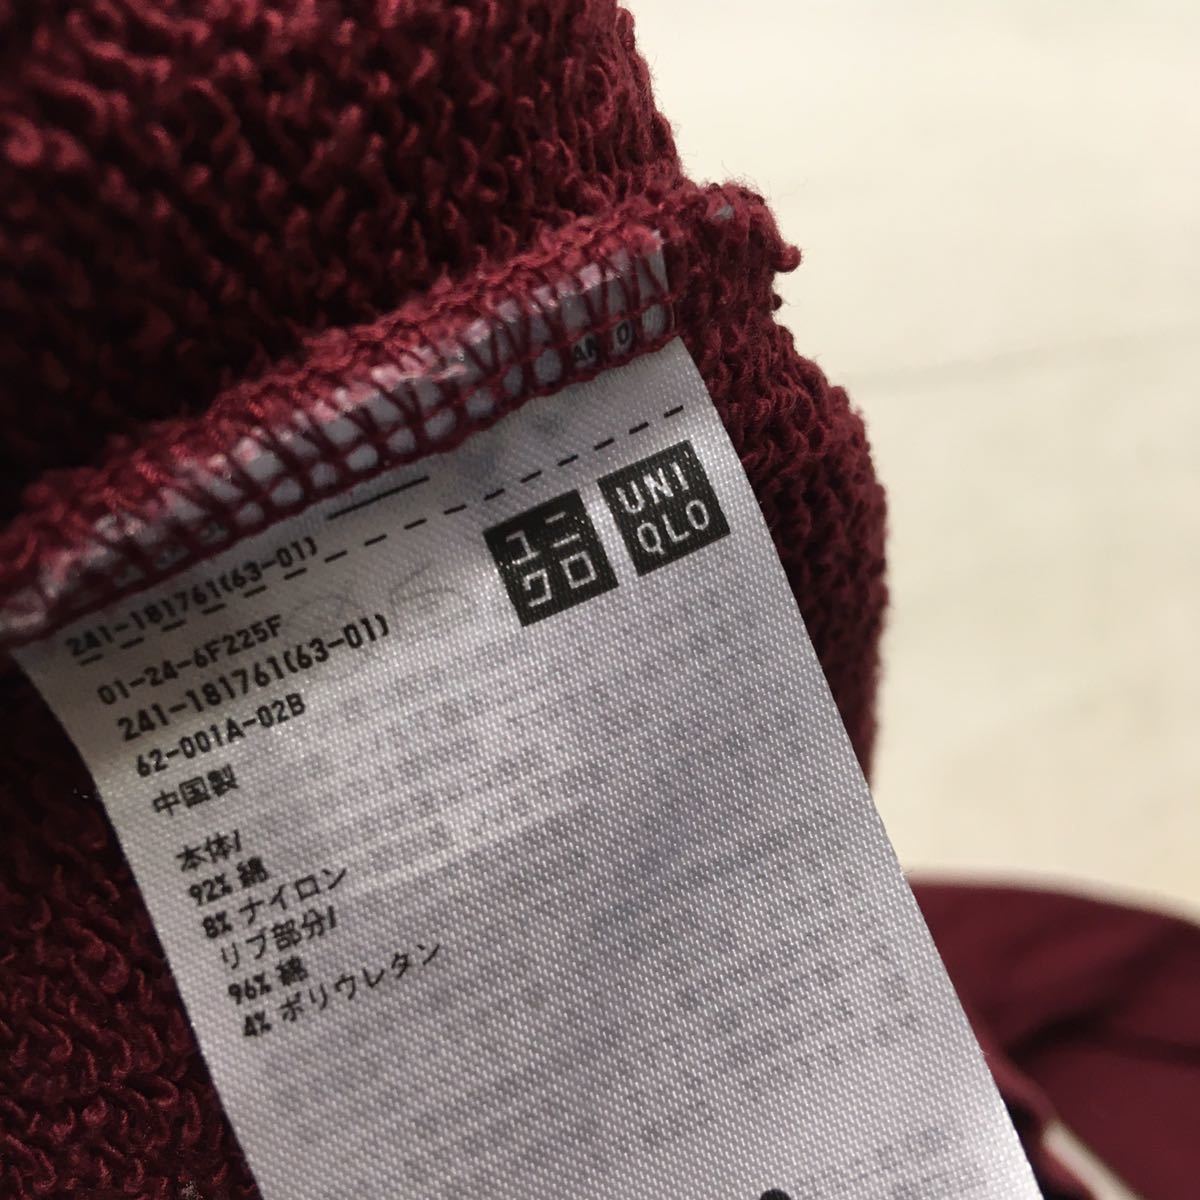 ユニクロ
UNI
QLO
241-181761(63-01)
01-24-6F225F
241-181761(63-01)
62-001A-02B
中国製
本体/
92% 綿
8% ナイロン
リブ部分/
96% 綿
4% ポリウレタン